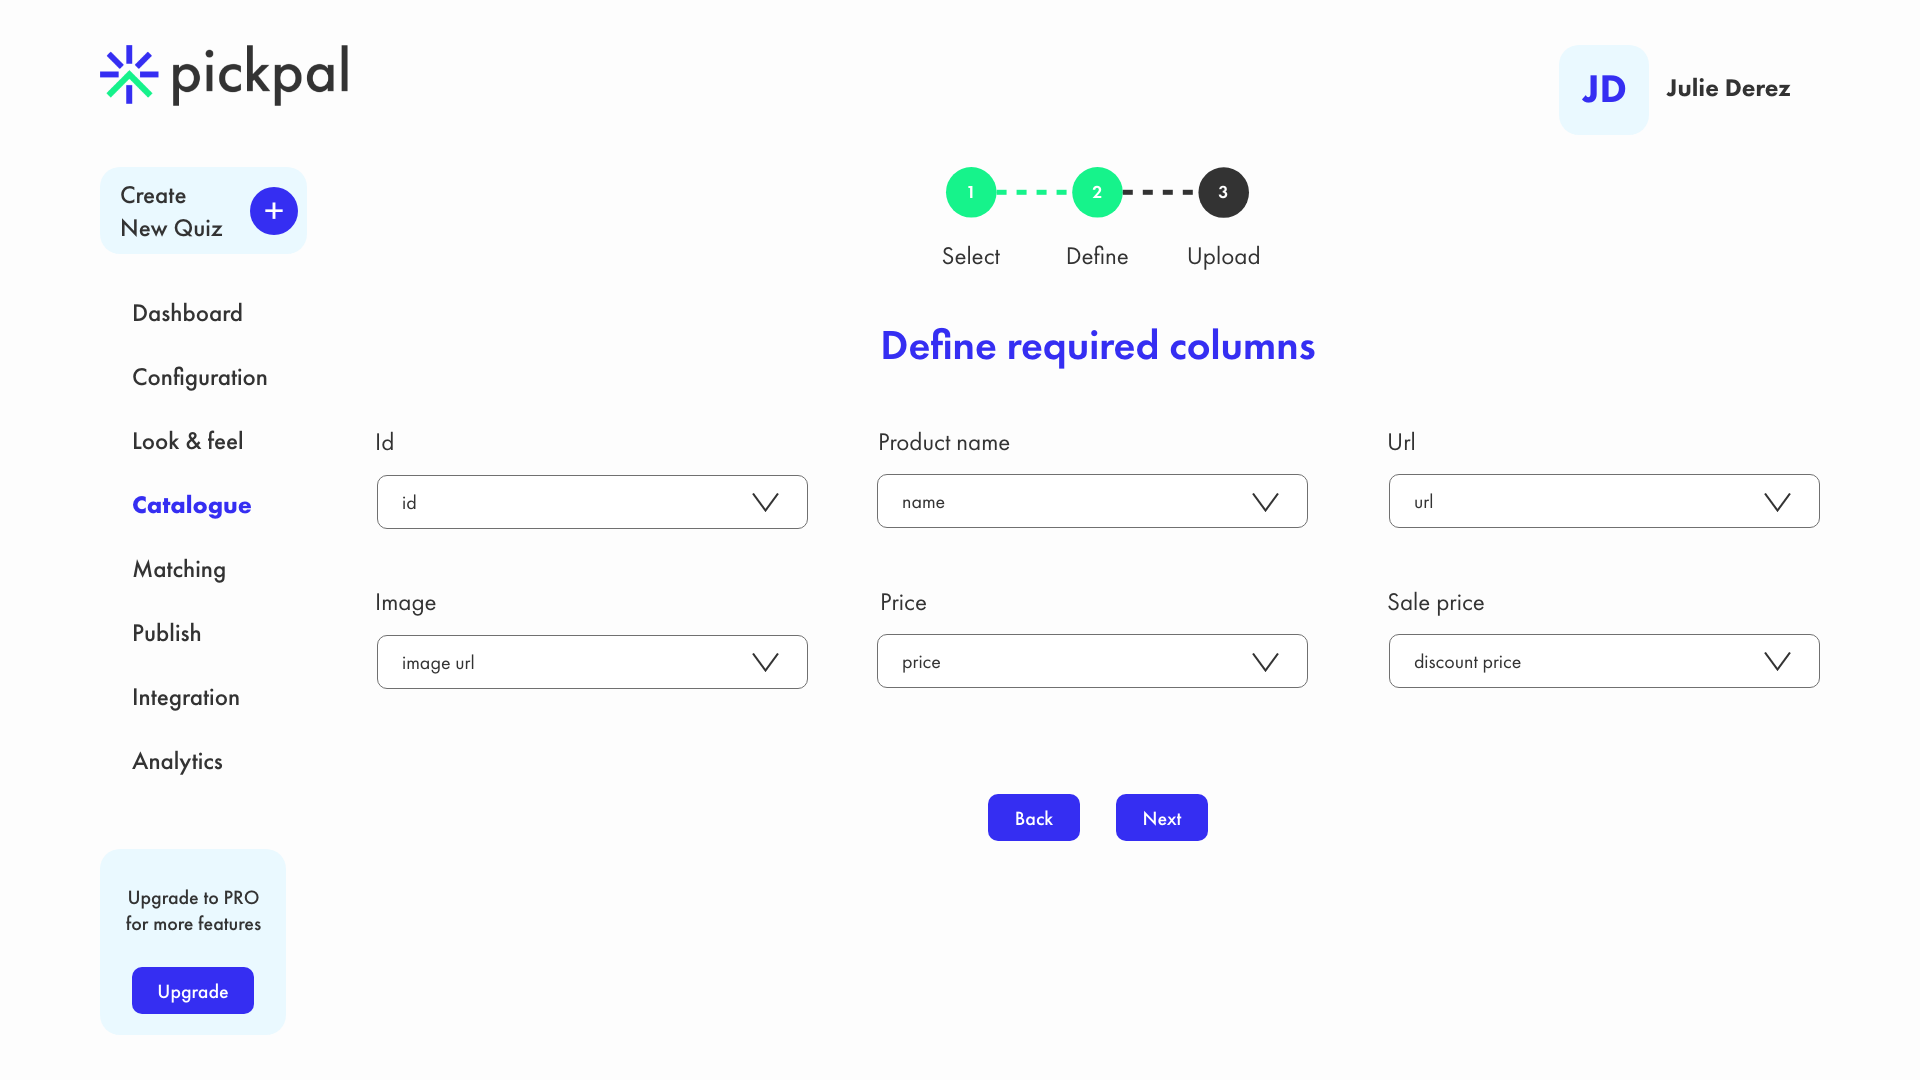 pickpal
JD
Julie Derez
Create
New Quiz
+
Dashboard
Configuration
Look & feel
Catalogue
Matching
Publish
Integration
Analytics
Upgrade to PRO
for more features
Upgrade
1 2 3
Select Define Upload
Define required columns
Id Product name Url
id name url
Image Price Sale price
image url price discount price
Back Next